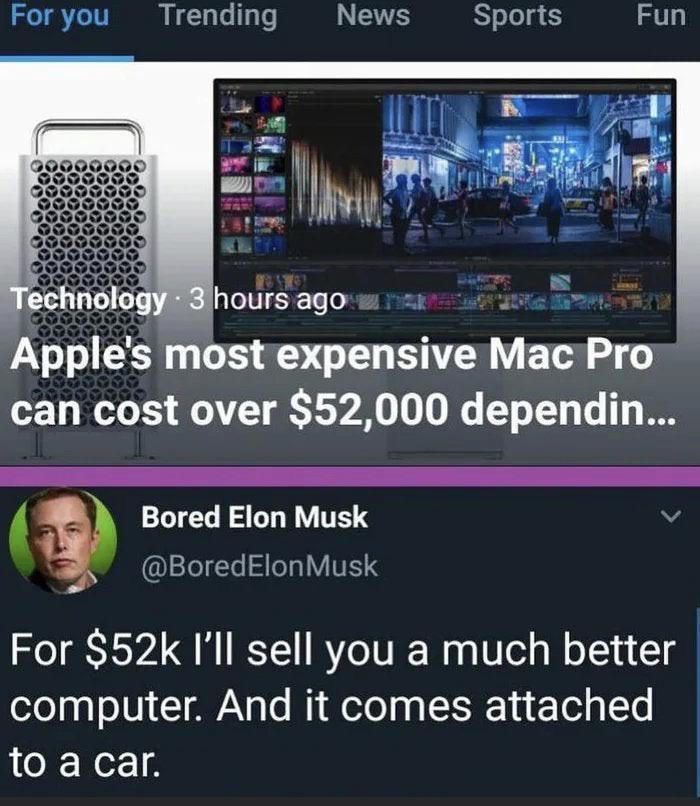 For you Trending News Sports Fun
Technology · 3 hours ago
Apple's most expensive Mac Pro
can cost over $52,000 dependin...
Bored Elon Musk
@BoredElonMusk
For $52k I’ll sell you a much better
computer. And it comes attached
to a car.